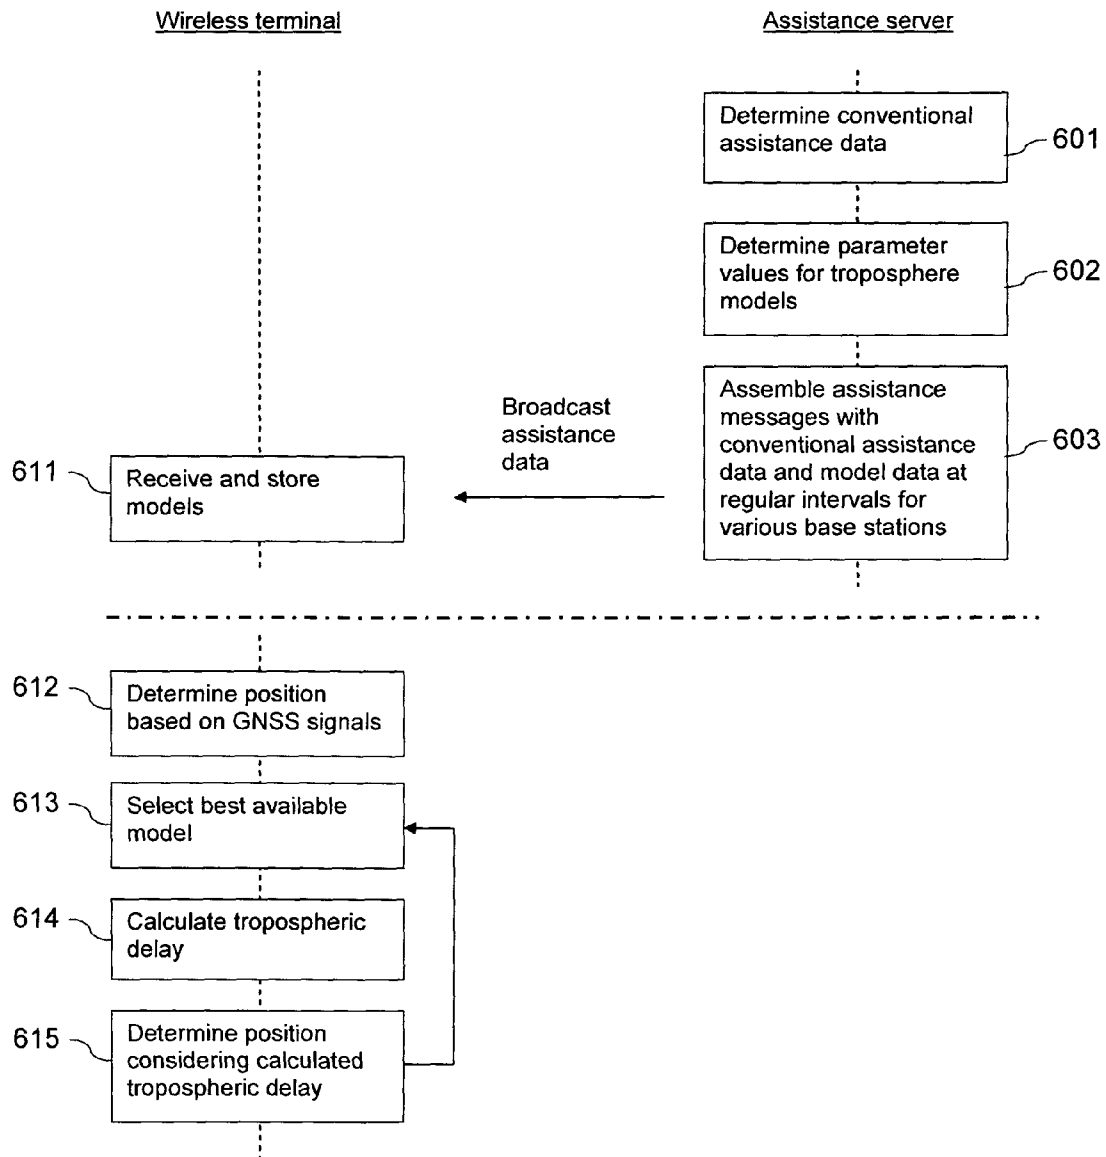 Wireless terminal
Assistance server
Determine conventional
assistance data
601
Determine parameter
values for troposphere
models
602
Assemble assistance
messages with
conventional assistance
data and model data at
regular intervals for
various base stations
603
Broadcast
assistance
data
611
Receive and store
models
612
Determine position
based on GNSS signals
613
Select best available
model
614
Calculate tropospheric
delay
615
Determine position
considering calculated
tropospheric delay